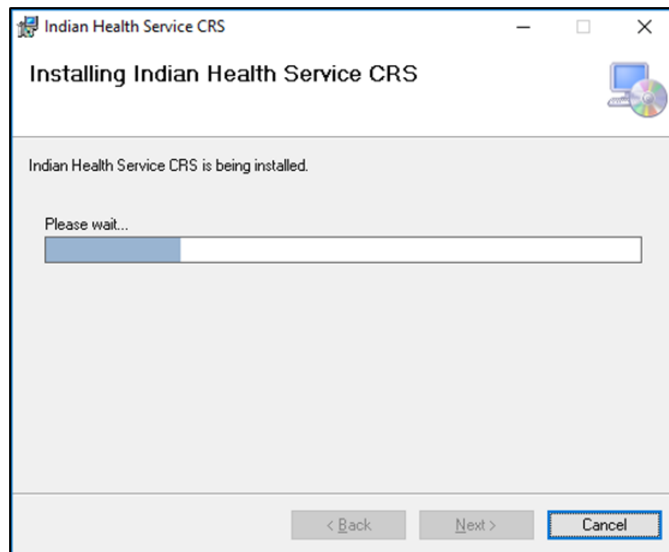 Indian Health Service CRS
Installing Indian Health Service CRS
Indian Health Service CRS is being installed.
Please wait...
< Back
Next >
Cancel